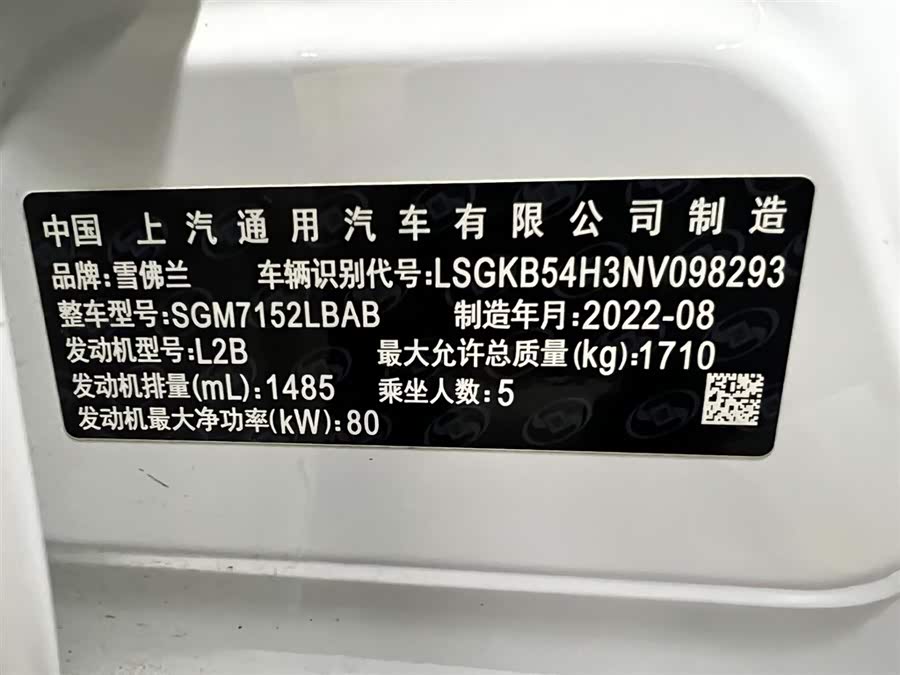 中国 上汽通用汽车有限公司制造
品牌:雪佛兰 车辆识别代号:LSGKB54H3NV098293
整车型号:SGM7152LBAB 制造年月:2022-08
发动机型号:L2B 最大允许总质量(kg):1710
发动机排量(mL):1485 乘坐人数:5
发动机最大净功率(kW):80